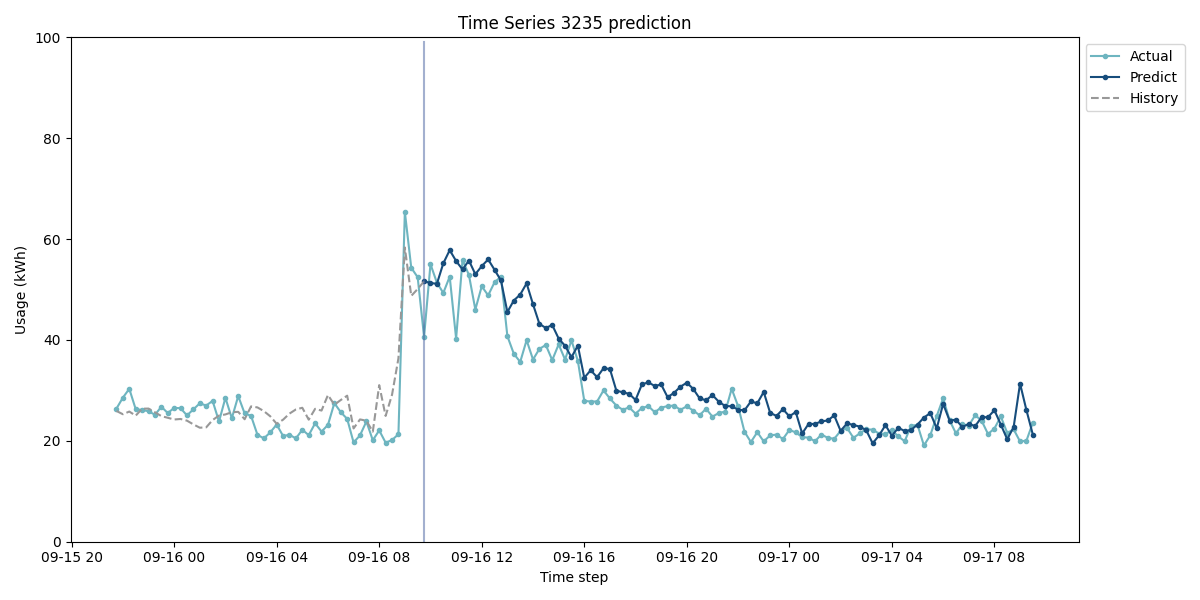 Time Series 3235 prediction
Actual
Predict
History
Usage (kWh)
100
80
60
40
20
0
09-15 20
09-16 00
09-16 04
09-16 08
09-16 12
09-16 16
09-16 20
09-17 00
09-17 04
09-17 08
Time step